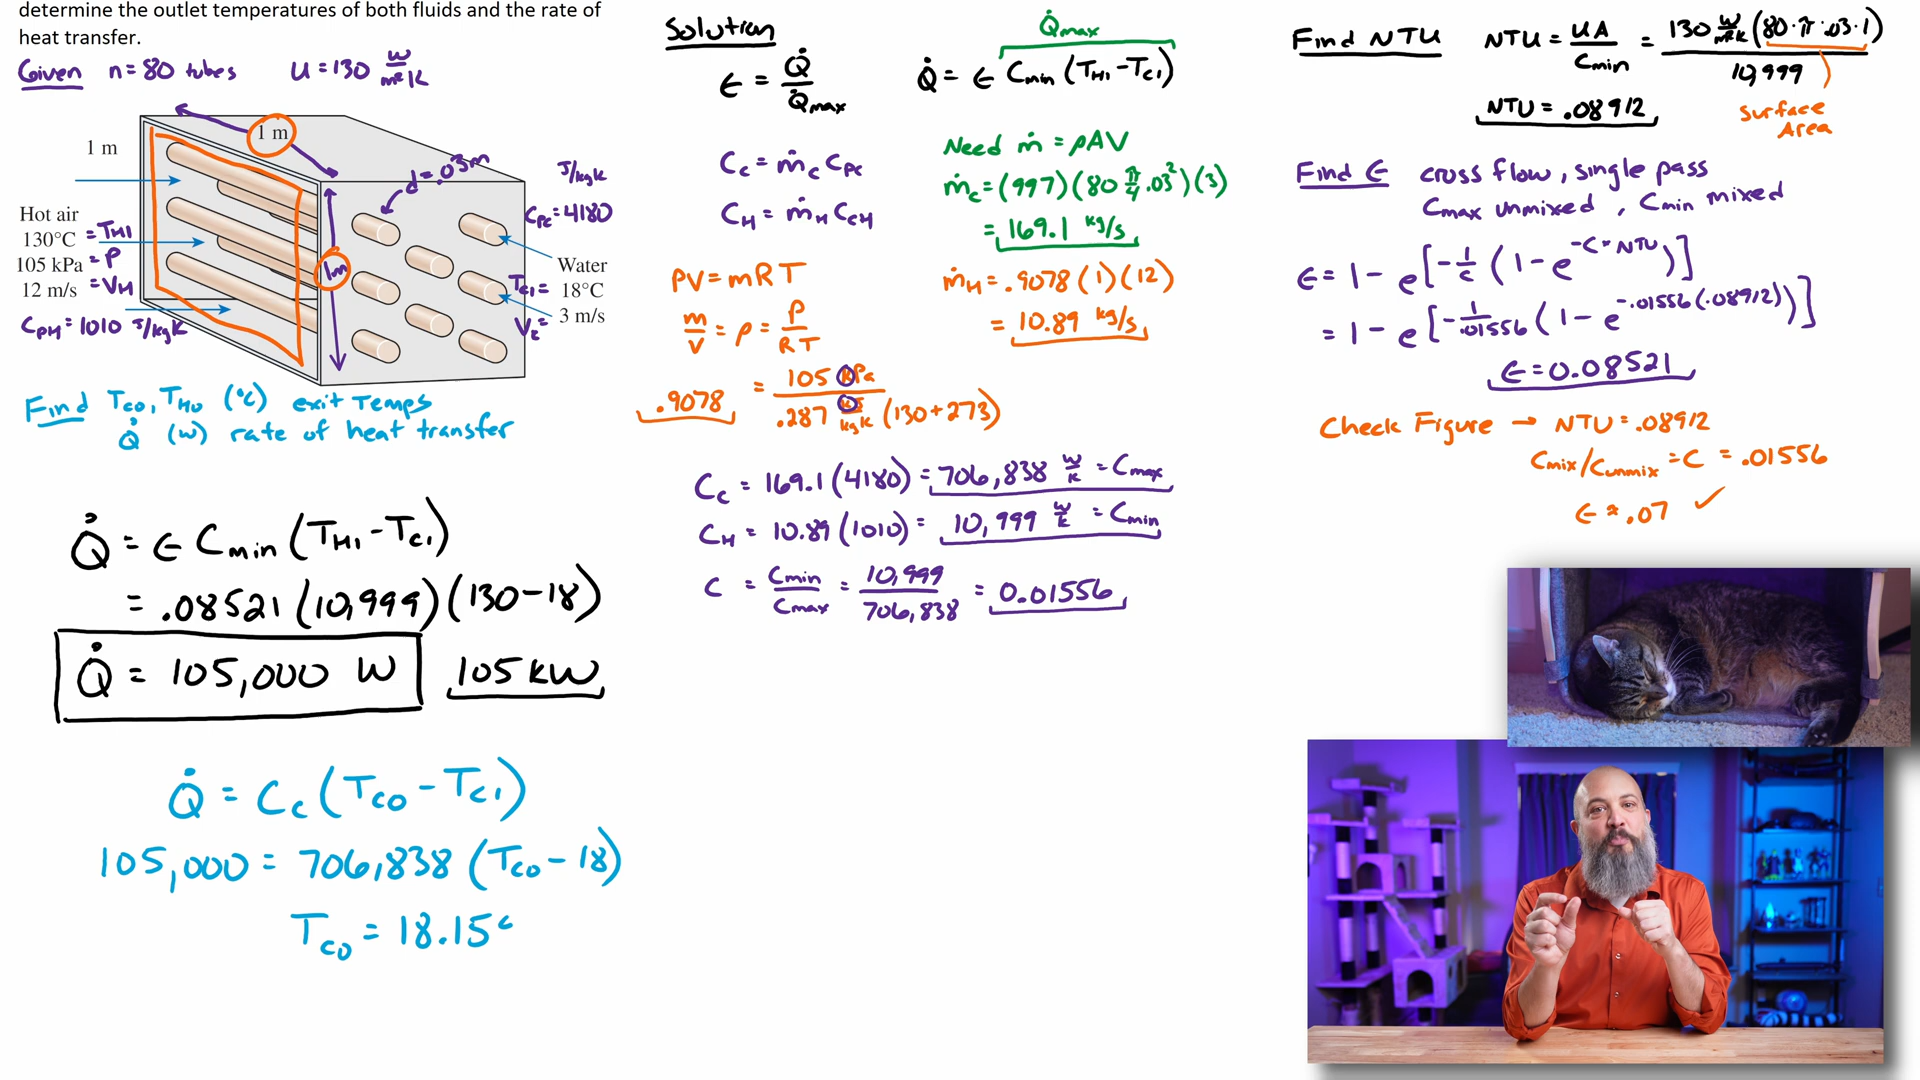 determine the outlet temperatures of both fluids and the rate of
heat transfer.
Given n=80 tubes U=130 W/m²K
1 m
1 m
d=.03m
J/kgK
Cpc=4180
Hot air
130°C =TH1
105 kPa =P
12 m/s =VH
CpH=1010 J/kgK
1m
Water
Tc1= 18°C
Vc= 3 m/s
Find Tco, THo (°C) exit Temps
Q̇ (W) rate of heat transfer
Q̇ = ϵ Cmin (TH1-Tc1)
= .08521 (10,999)(130-18)
Q̇ = 105,000 W 105 kW
Q̇ = Cc (Tco - Tc1)
105,000 = 706,838 (Tco - 18)
Tco = 18.15°
Solution
ϵ = Q̇/Q̇max
Q̇max
Q̇ = ϵ Cmin (TH1-Tc1)
Cc = ṁc Cpc
CH = ṁH CCH
Need ṁ = ρAV
ṁc = (997)(80 π/4 .03²)(3)
= 169.1 kg/s
PV = mRT
m/V = ρ = P/RT
.9078 = 105 kPa / .287 kJ/kgK (130+273)
ṁH = .9078 (1)(12)
= 10.89 kg/s
Cc = 169.1 (4180) = 706,838 W/K = Cmax
CH = 10.89 (1010) = 10,999 W/K = Cmin
C = Cmin/Cmax = 10,999/706,838 = 0.01556
Find NTU NTU = UA/Cmin = 130 W/m²K (80·π·.03·1) / 10,999
NTU = .08912
Surface
Area
Find ϵ cross flow, single pass
Cmax unmixed, Cmin mixed
ϵ = 1 - e[-1/c (1 - e^-C*NTU)]
= 1 - e[-1/.01556 (1 - e^-.01556(.08912))]
ϵ = 0.08521
Check Figure → NTU = .08912
Cmix/Cunmix = C = .01556
ϵ ≈ .07 ✓